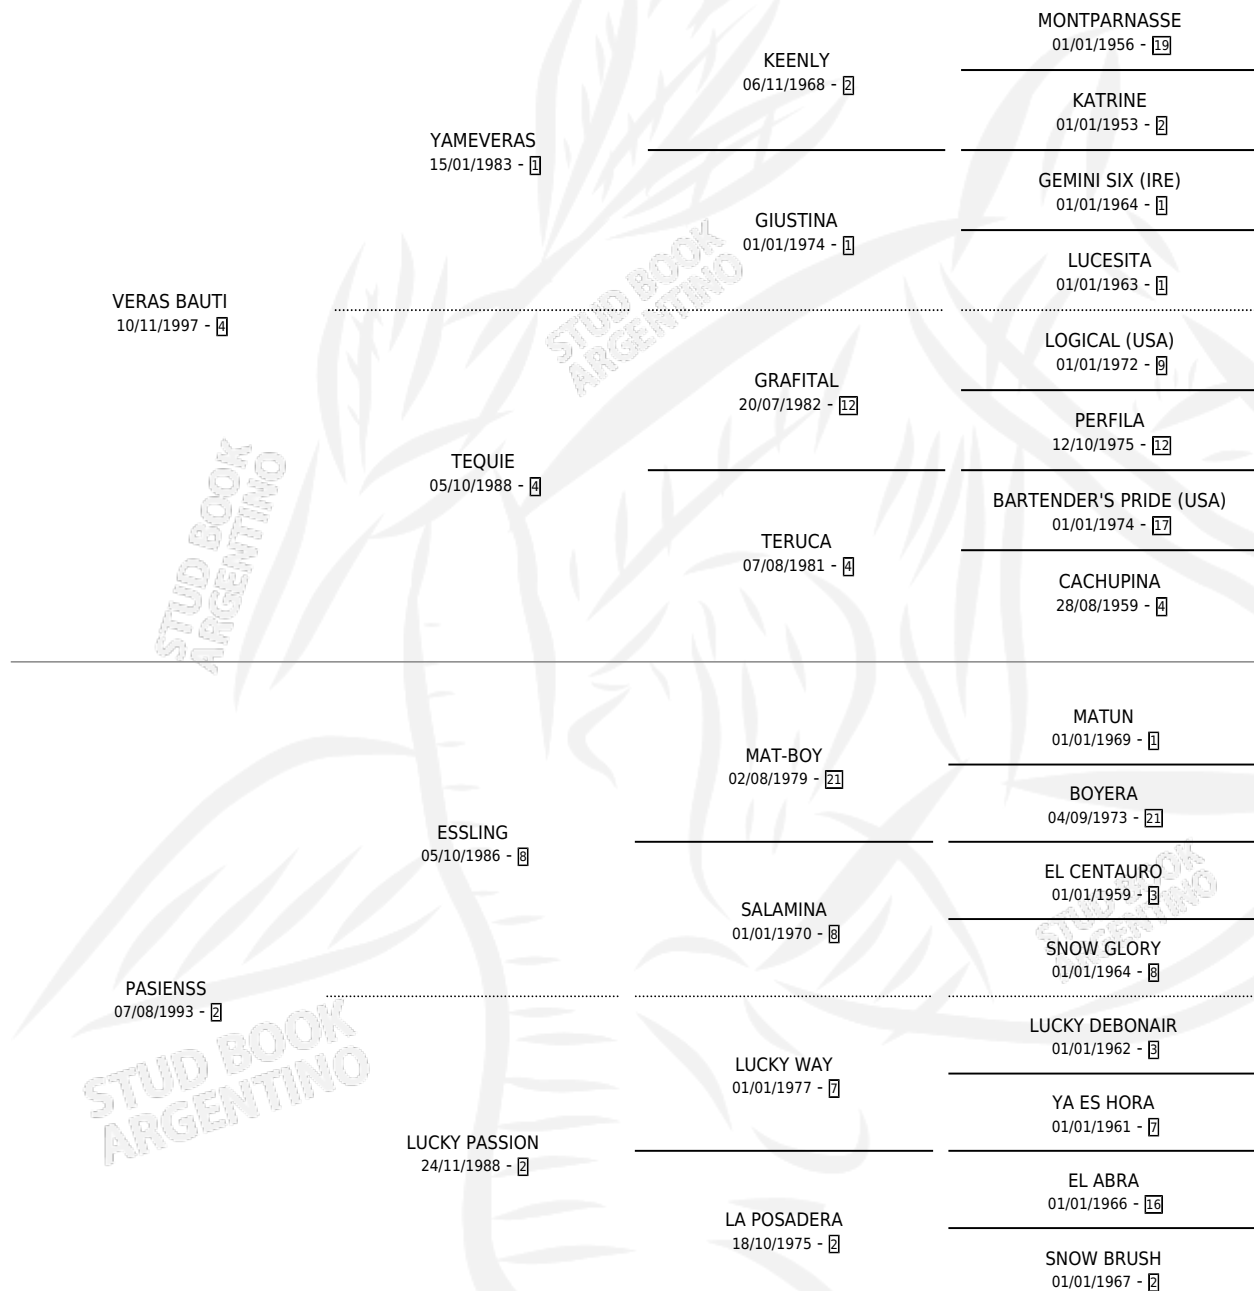 VERAS BAUTI
10/11/1997 - 4
YAMEVERAS
15/01/1983 - 1
KEENLY
06/11/1968 - 2
MONTPARNASSE
01/01/1956 - 19
KATRINE
01/01/1953 - 2
GIUSTINA
01/01/1974 - 1
GEMINI SIX (IRE)
01/01/1964 - 1
LUCESITA
01/01/1963 - 1
TEQUIE
05/10/1988 - 4
GRAFITAL
20/07/1982 - 12
LOGICAL (USA)
01/01/1972 - 9
PERFILA
12/10/1975 - 12
TERUCA
07/08/1981 - 4
BARTENDER'S PRIDE (USA)
01/01/1974 - 17
CACHUPINA
28/08/1959 - 4
PASIENSS
07/08/1993 - 2
ESSLING
05/10/1986 - 8
MAT-BOY
02/08/1979 - 21
MATUN
01/01/1969 - 1
BOYERA
04/09/1973 - 21
SALAMINA
01/01/1970 - 8
EL CENTAURO
01/01/1959 - 3
SNOW GLORY
01/01/1964 - 8
LUCKY PASSION
24/11/1988 - 2
LUCKY WAY
01/01/1977 - 7
LUCKY DEBONAIR
01/01/1962 - 3
YA ES HORA
01/01/1961 - 7
LA POSADERA
18/10/1975 - 2
EL ABRA
01/01/1966 - 16
SNOW BRUSH
01/01/1967 - 2
STUD BOOK
ARGENTINO
STUD BOOK
ARGENTINO
STUD BOOK
ARGENTINO
STUD BOOK
ARGENTINO